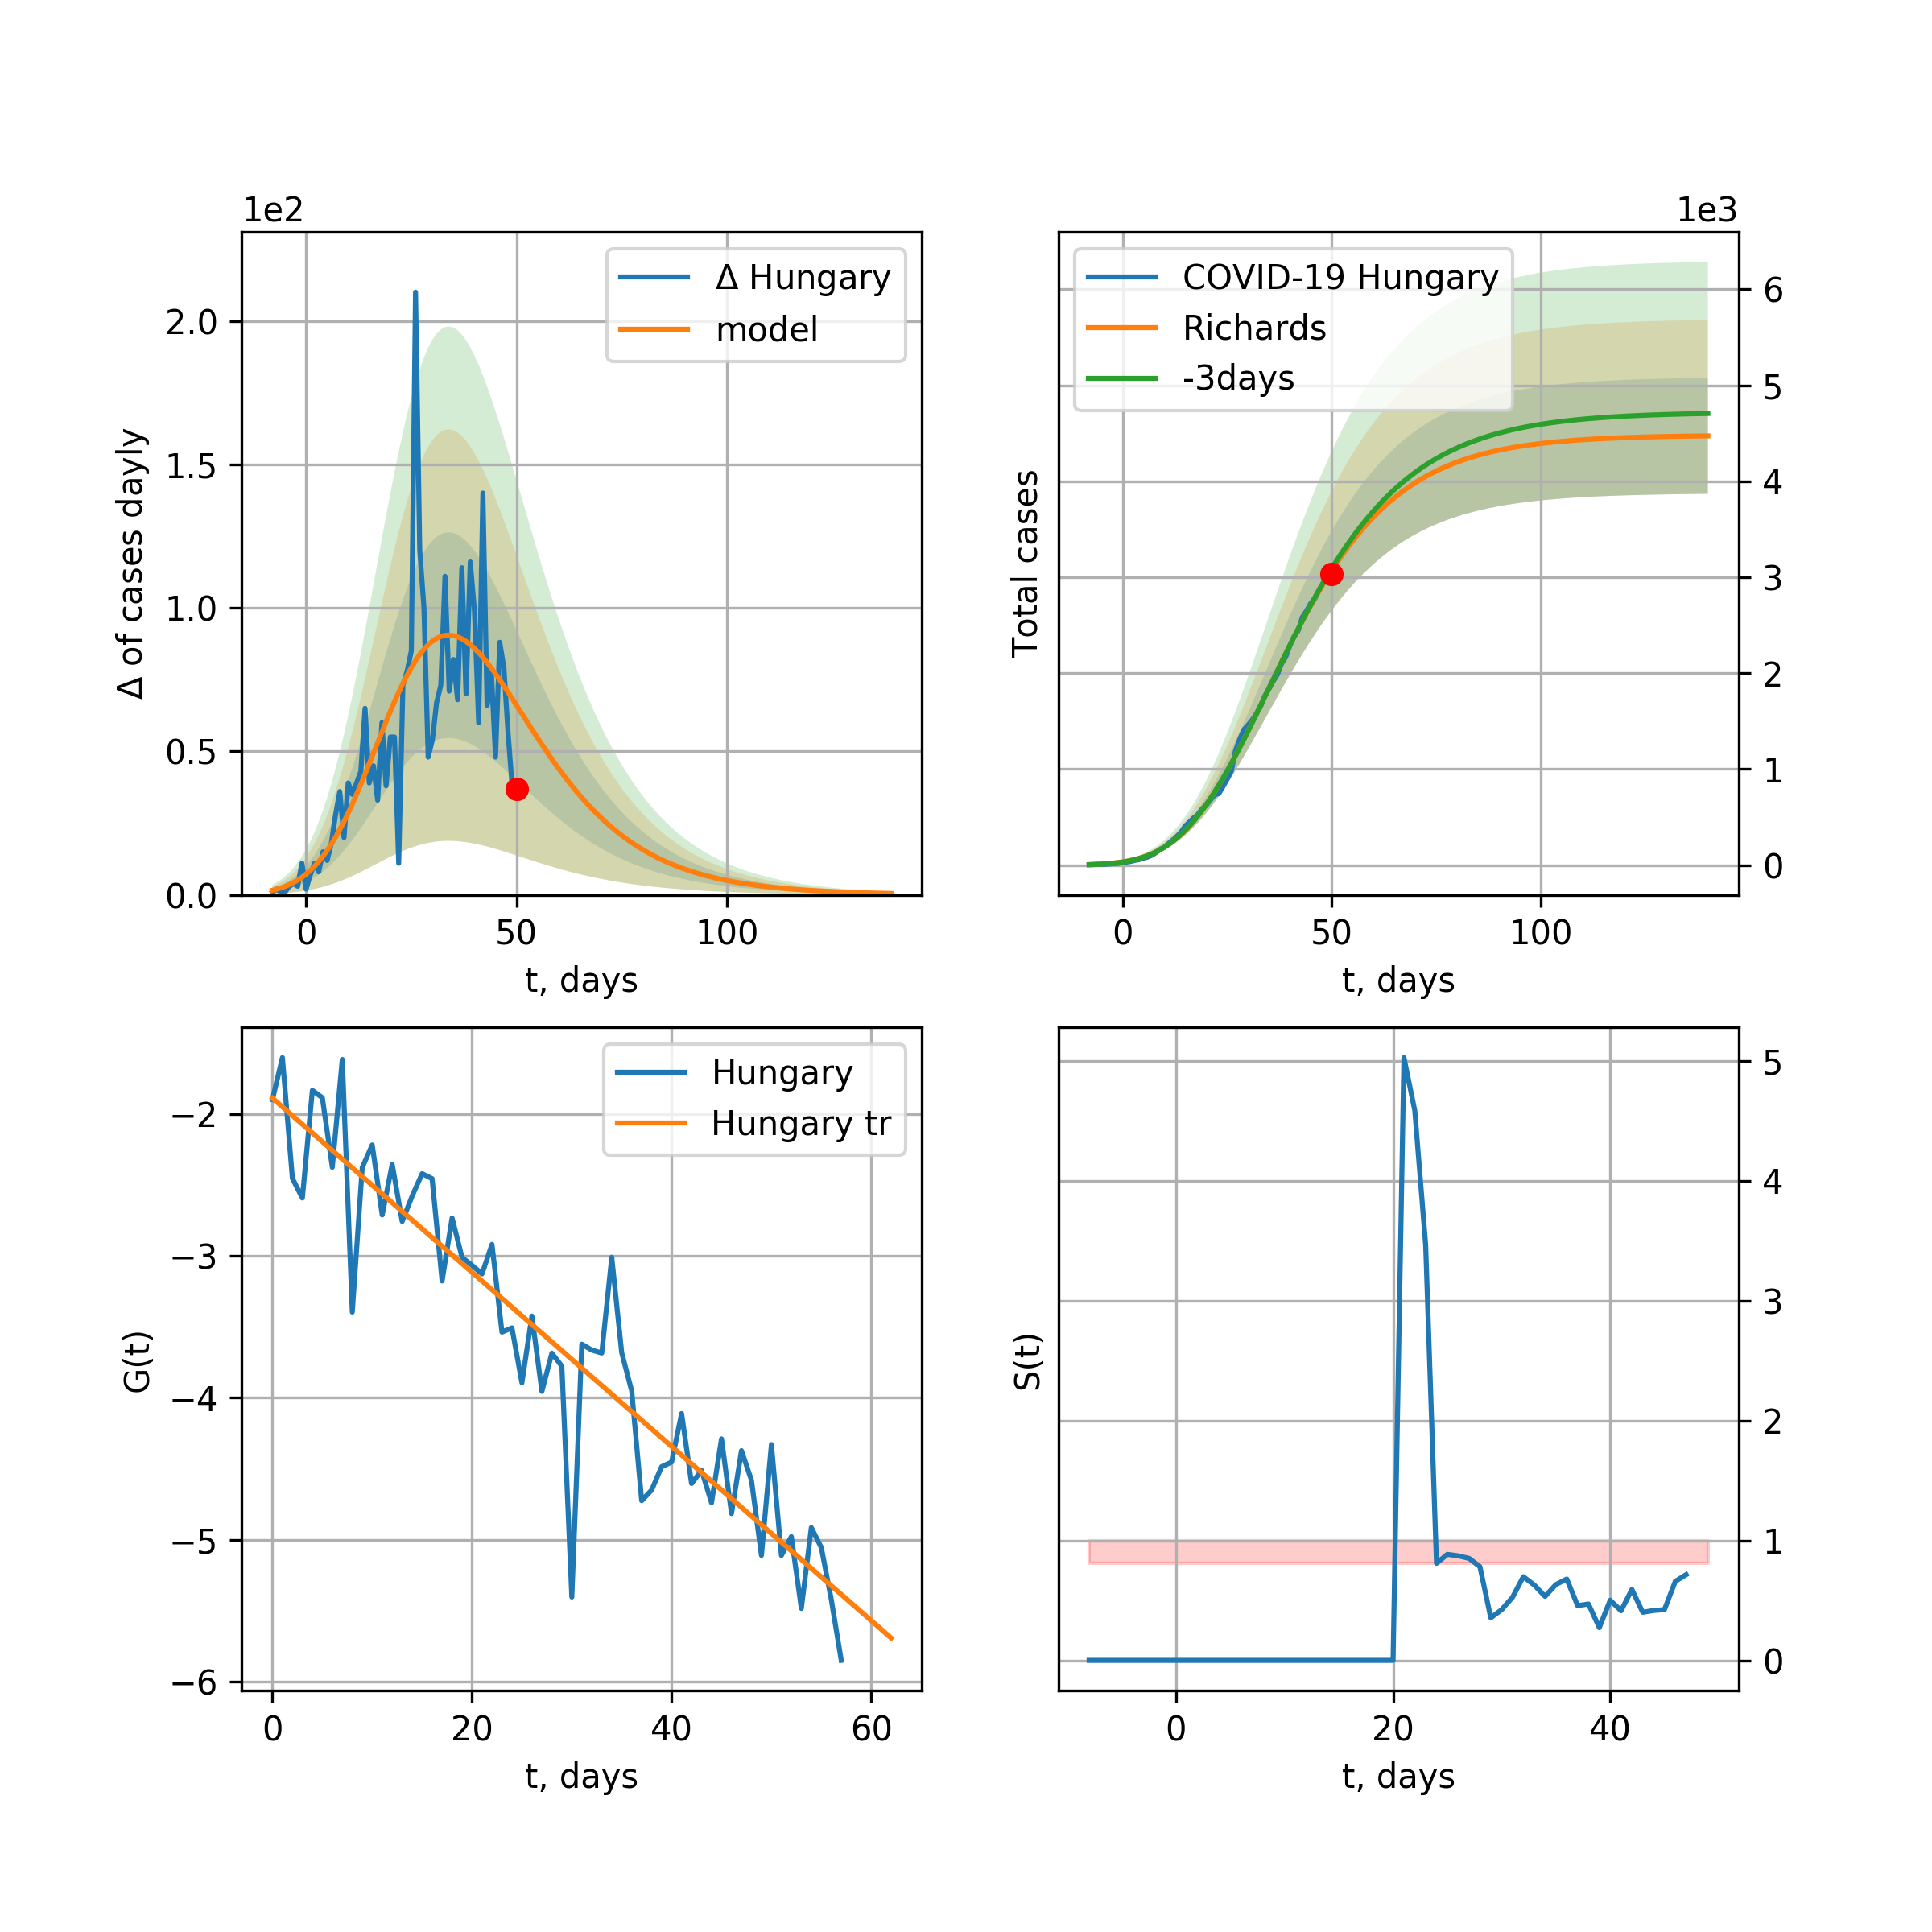 1e2
Δ Hungary
model
2.0
1.5
1.0
0.5
0.0
Δ of cases dayly
0 50 100
t, days
1e3
COVID-19 Hungary
Richards
-3days
6
5
4
3
2
1
0
Total cases
0 50 100
t, days
Hungary
Hungary tr
−2
−3
−4
−5
−6
G(t)
0 20 40 60
t, days
5
4
3
2
1
0
S(t)
0 20 40
t, days